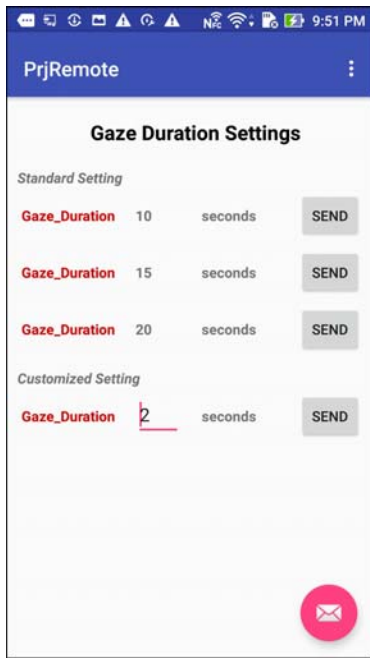 NFC 9:51 PM
PrjRemote
Gaze Duration Settings
Standard Setting
Gaze_Duration 10 seconds SEND
Gaze_Duration 15 seconds SEND
Gaze_Duration 20 seconds SEND
Customized Setting
Gaze_Duration 2 seconds SEND